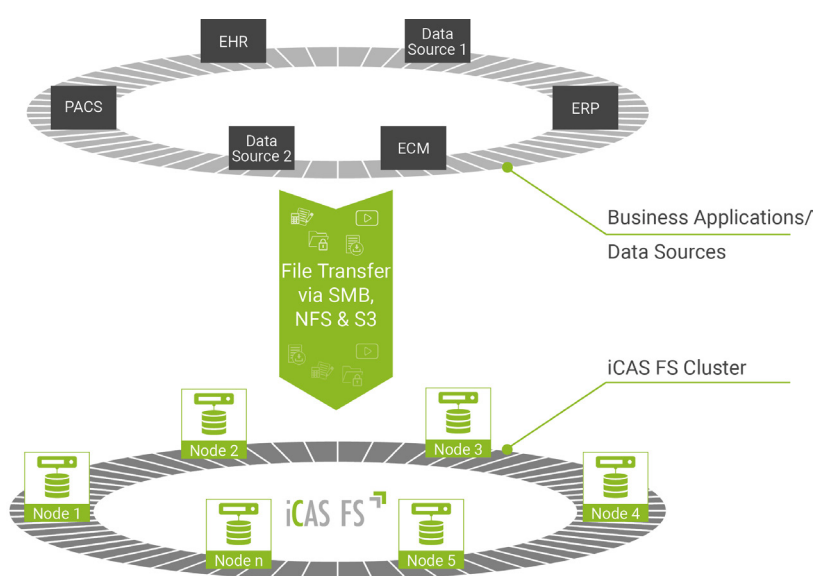 EHR
Data
Source 1
PACS
ERP
Data
Source 2
ECM
Business Applications/
Data Sources
File Transfer
via SMB,
NFS & S3
iCAS FS Cluster
Node 2
Node 3
Node 1
Node 4
iCAS FS
Node n
Node 5